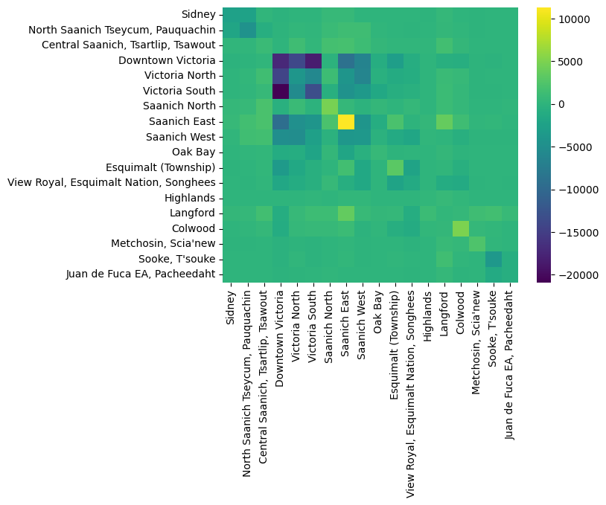 Sidney
North Saanich Tseycum, Pauquachin
Central Saanich, Tsartlip, Tsawout
Downtown Victoria
Victoria North
Victoria South
Saanich North
Saanich East
Saanich West
Oak Bay
Esquimalt (Township)
View Royal, Esquimalt Nation, Songhees
Highlands
Langford
Colwood
Metchosin, Scia'new
Sooke, T'souke
Juan de Fuca EA, Pacheedaht
10000
5000
0
−5000
−10000
−15000
−20000
Sidney
North Saanich Tseycum, Pauquachin
Central Saanich, Tsartlip, Tsawout
Downtown Victoria
Victoria North
Victoria South
Saanich North
Saanich East
Saanich West
Oak Bay
Esquimalt (Township)
View Royal, Esquimalt Nation, Songhees
Highlands
Langford
Colwood
Metchosin, Scia'new
Sooke, T'souke
Juan de Fuca EA, Pacheedaht